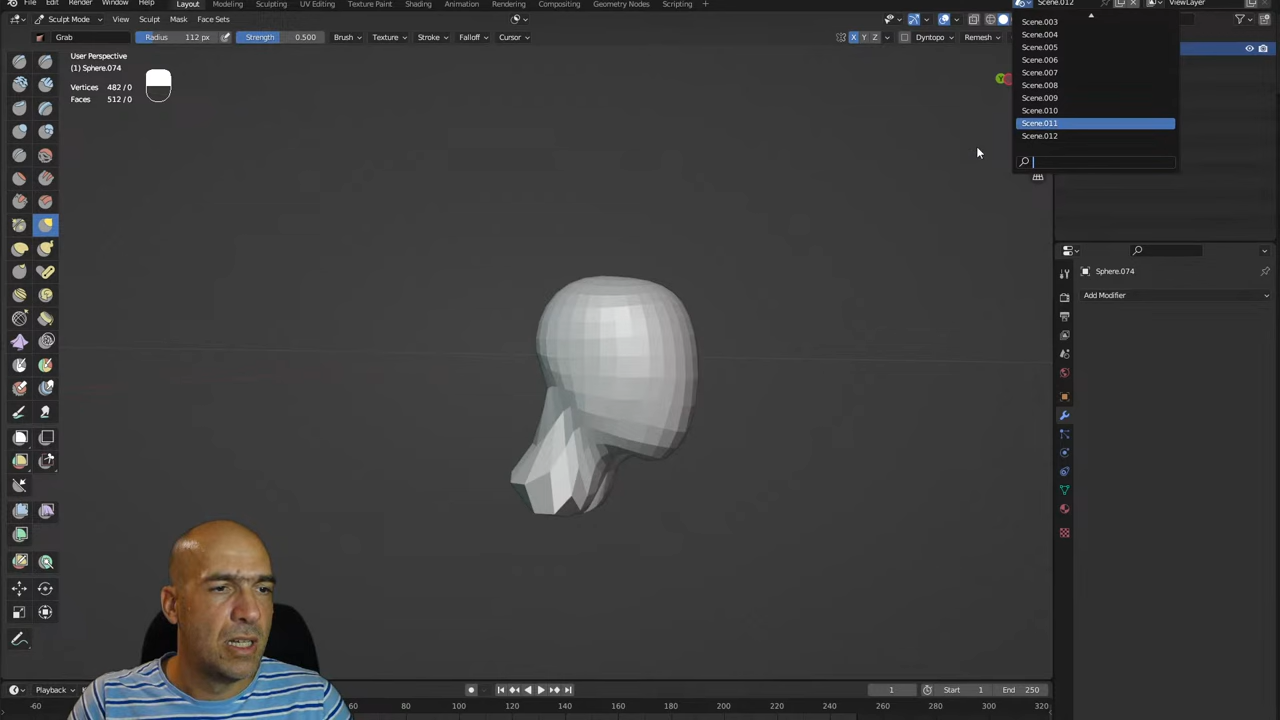 File Edit Render Window Help Layout Modeling Sculpting UV Editing Texture Paint Shading Animation Rendering Compositing Geometry Nodes Scripting + Scene.012 ViewLayer
Sculpt Mode View Sculpt Mask Face Sets
Grab Radius 112 px Strength 0.500 Brush Texture Stroke Falloff Cursor X Y Z Dyntopo Remesh
User Perspective
(1) Sphere.074
Vertices 482 / 0
Faces 512 / 0
Scene.003
Scene.004
Scene.005
Scene.006
Scene.007
Scene.008
Scene.009
Scene.010
Scene.011
Scene.012
Y
Sphere.074
Add Modifier
Playback
1 Start 1 End 250
-60 0 20 40 60 80 100 120 140 160 180 200 220 240 260 280 300 320